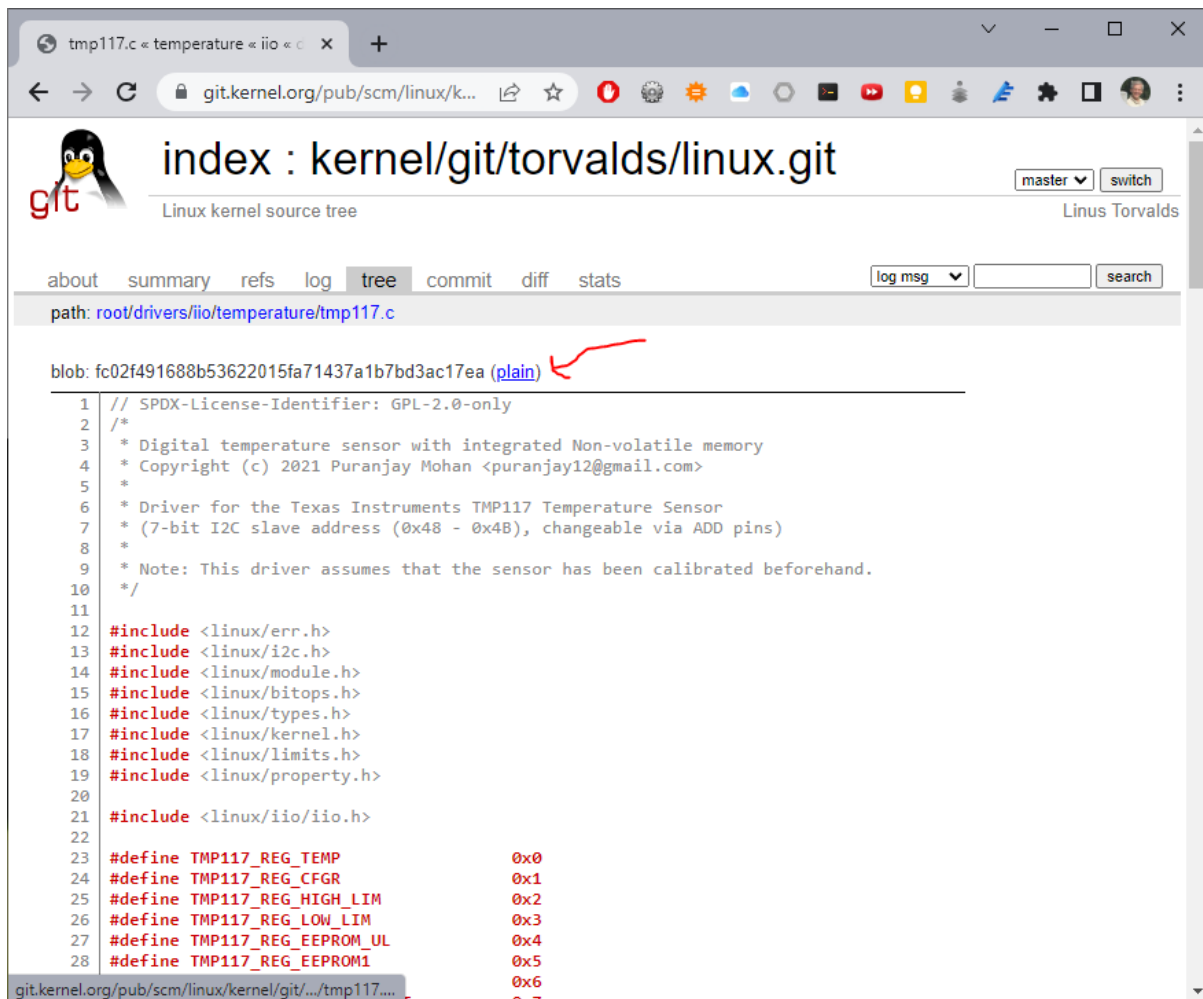 tmp117.c « temperature « iio « d
git.kernel.org/pub/scm/linux/k...
git
index : kernel/git/torvalds/linux.git
master switch
Linux kernel source tree
Linus Torvalds
about summary refs log tree commit diff stats
log msg search
path: root/drivers/iio/temperature/tmp117.c
blob: fc02f491688b53622015fa71437a1b7bd3ac17ea (plain)
1 // SPDX-License-Identifier: GPL-2.0-only
2 /*
3 * Digital temperature sensor with integrated Non-volatile memory
4 * Copyright (c) 2021 Puranjay Mohan <puranjay12@gmail.com>
5 *
6 * Driver for the Texas Instruments TMP117 Temperature Sensor
7 * (7-bit I2C slave address (0x48 - 0x4B), changeable via ADD pins)
8 *
9 * Note: This driver assumes that the sensor has been calibrated beforehand.
10 */
11
12 #include <linux/err.h>
13 #include <linux/i2c.h>
14 #include <linux/module.h>
15 #include <linux/bitops.h>
16 #include <linux/types.h>
17 #include <linux/kernel.h>
18 #include <linux/limits.h>
19 #include <linux/property.h>
20
21 #include <linux/iio/iio.h>
22
23 #define TMP117_REG_TEMP 0x0
24 #define TMP117_REG_CFGR 0x1
25 #define TMP117_REG_HIGH_LIM 0x2
26 #define TMP117_REG_LOW_LIM 0x3
27 #define TMP117_REG_EEPROM_UL 0x4
28 #define TMP117_REG_EEPROM1 0x5
0x6
git.kernel.org/pub/scm/linux/kernel/git/.../tmp117....